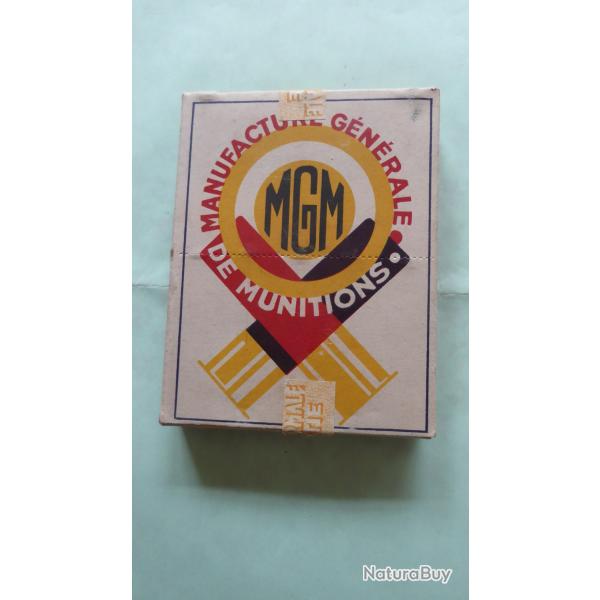 MANUFACTURE GÉNÉRALE
MGM
DE MUNITIONS
NaturaBuy